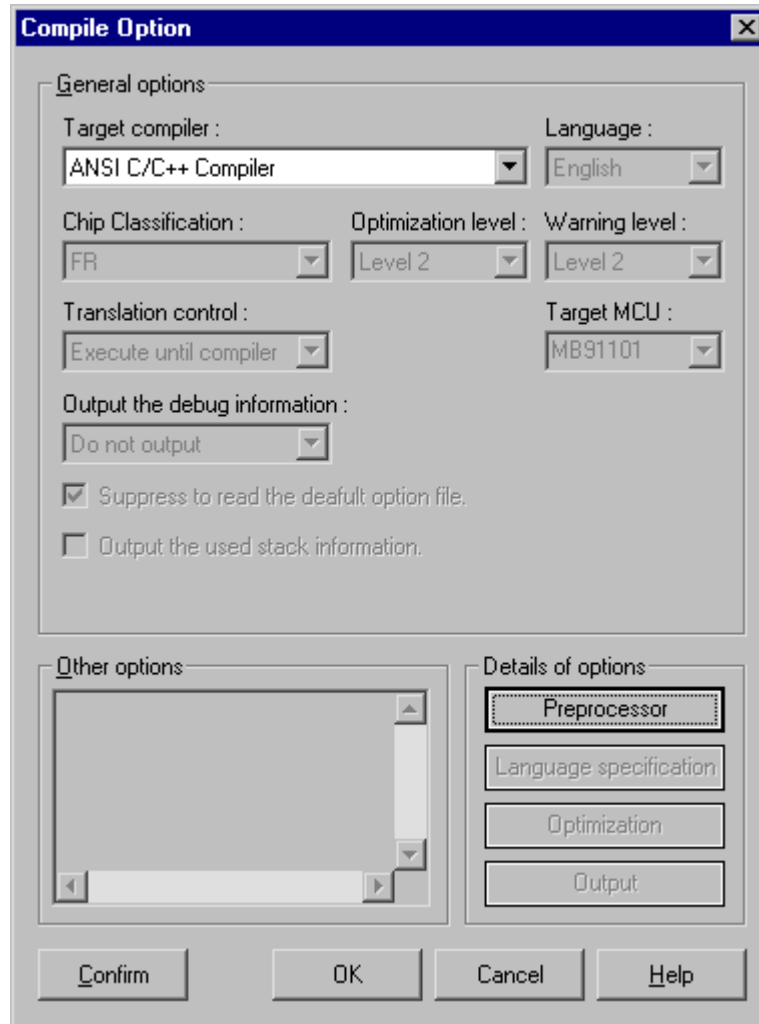 Compile Option
General options
Target compiler :
Language :
ANSI C/C++ Compiler
English
Chip Classification :
Optimization level :
Warning level :
FR
Level 2
Level 2
Translation control :
Target MCU :
Execute until compiler
MB91101
Output the debug information :
Do not output
Suppress to read the deafult option file.
Output the used stack information.
Other options
Details of options
Preprocessor
Language specification
Optimization
Output
Confirm
OK
Cancel
Help